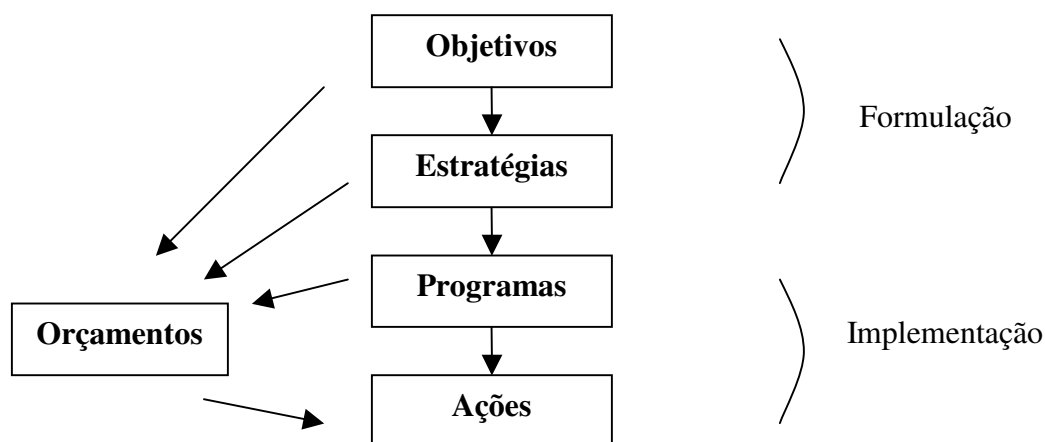 Objetivos
Formulação
Estratégias
Programas
Orçamentos
Implementação
Ações